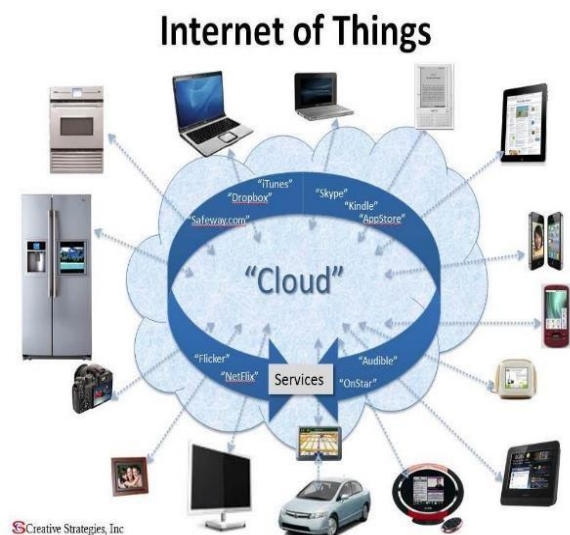 Internet of Things
"iTunes"
"Dropbox"
"Safeway.com"
"Skype"
"Kindle"
"AppStore"
"Cloud"
"Flicker"
"NetFlix"
Services
"Audible"
"OnStar"
Creative Strategies, Inc